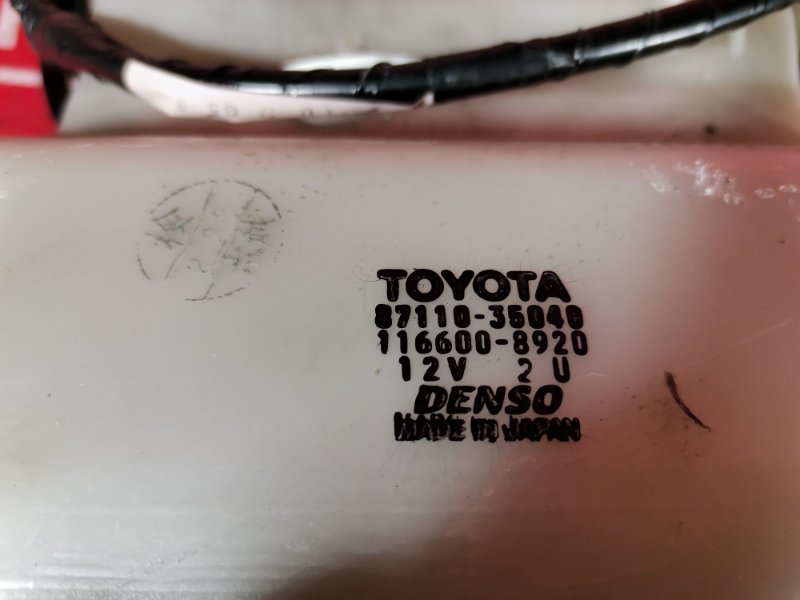 TOYOTA
87110-35040
116600-8920
12V 2U
DENSO
MADE IN JAPAN